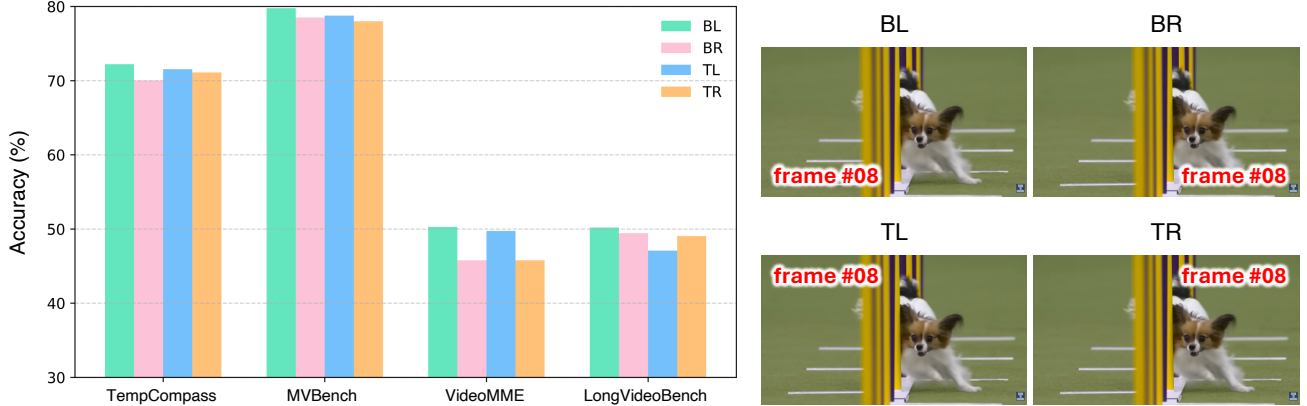 Accuracy (%)
80
70
60
50
40
30
TempCompass
MVBench
VideoMME
LongVideoBench
BL
BR
TL
TR
BL
BR
frame #08
frame #08
TL
TR
frame #08
frame #08